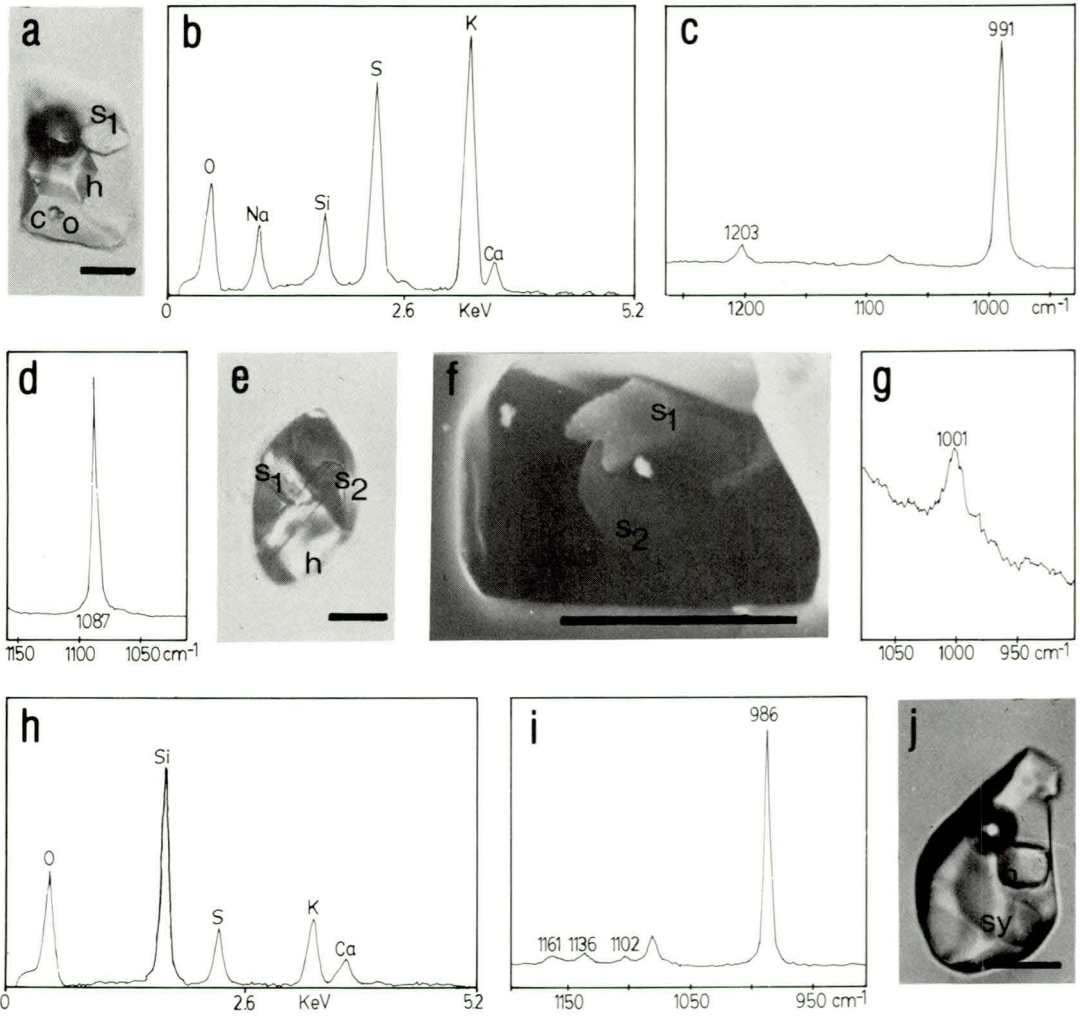 a
s1
h
c o
b
O
Na
Si
S
K
Ca
0 2.6 KeV 5.2
c
1203
991
1200 1100 1000 cm-1
d
1087
1150 1100 1050 cm-1
e
s1
s2
h
f
s1
s2
g
1001
1050 1000 950 cm-1
h
O
Si
S
K
Ca
0 2.6 KeV 5.2
i
1161 1136 1102
986
1150 1050 950 cm-1
j
sy